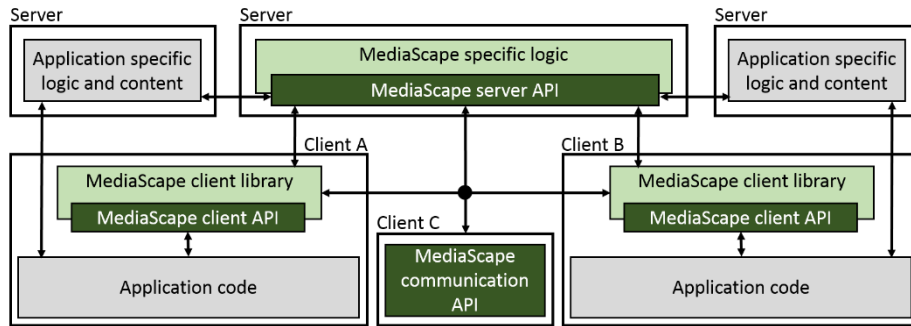 Server
Application specific
logic and content
Server
MediaScape specific logic
MediaScape server API
Server
Application specific
logic and content
Client A
MediaScape client library
MediaScape client API
Application code
Client C
MediaScape
communication
API
Client B
MediaScape client library
MediaScape client API
Application code